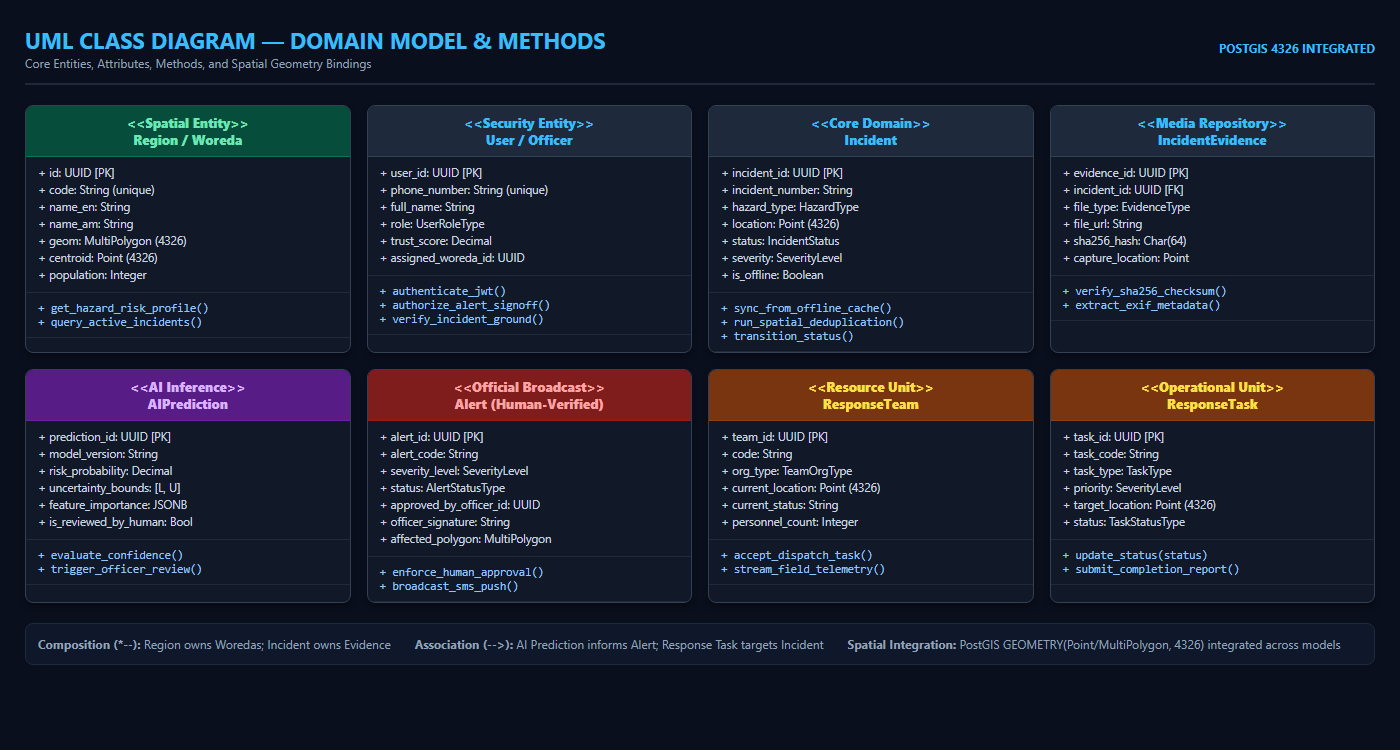 UML CLASS DIAGRAM — DOMAIN MODEL & METHODS
Core Entities, Attributes, Methods, and Spatial Geometry Bindings
POSTGIS 4326 INTEGRATED
<<Spatial Entity>>
Region / Woreda
+ id: UUID [PK]
+ code: String (unique)
+ name_en: String
+ name_am: String
+ geom: MultiPolygon (4326)
+ centroid: Point (4326)
+ population: Integer
+ get_hazard_risk_profile()
+ query_active_incidents()
<<Security Entity>>
User / Officer
+ user_id: UUID [PK]
+ phone_number: String (unique)
+ full_name: String
+ role: UserRoleType
+ trust_score: Decimal
+ assigned_woreda_id: UUID
+ authenticate_jwt()
+ authorize_alert_signoff()
+ verify_incident_ground()
<<Core Domain>>
Incident
+ incident_id: UUID [PK]
+ incident_number: String
+ hazard_type: HazardType
+ location: Point (4326)
+ status: IncidentStatus
+ severity: SeverityLevel
+ is_offline: Boolean
+ sync_from_offline_cache()
+ run_spatial_deduplication()
+ transition_status()
<<Media Repository>>
IncidentEvidence
+ evidence_id: UUID [PK]
+ incident_id: UUID [FK]
+ file_type: EvidenceType
+ file_url: String
+ sha256_hash: Char(64)
+ capture_location: Point
+ verify_sha256_checksum()
+ extract_exif_metadata()
<<AI Inference>>
AIPrediction
+ prediction_id: UUID [PK]
+ model_version: String
+ risk_probability: Decimal
+ uncertainty_bounds: [L, U]
+ feature_importance: JSONB
+ is_reviewed_by_human: Bool
+ evaluate_confidence()
+ trigger_officer_review()
<<Official Broadcast>>
Alert (Human-Verified)
+ alert_id: UUID [PK]
+ alert_code: String
+ severity_level: SeverityLevel
+ status: AlertStatusType
+ approved_by_officer_id: UUID
+ officer_signature: String
+ affected_polygon: MultiPolygon
+ enforce_human_approval()
+ broadcast_sms_push()
<<Resource Unit>>
ResponseTeam
+ team_id: UUID [PK]
+ code: String
+ org_type: TeamOrgType
+ current_location: Point (4326)
+ current_status: String
+ personnel_count: Integer
+ accept_dispatch_task()
+ stream_field_telemetry()
<<Operational Unit>>
ResponseTask
+ task_id: UUID [PK]
+ task_code: String
+ task_type: TaskType
+ priority: SeverityLevel
+ target_location: Point (4326)
+ status: TaskStatusType
+ update_status(status)
+ submit_completion_report()
Composition (*--): Region owns Woredas; Incident owns Evidence
Association (-->): AI Prediction informs Alert; Response Task targets Incident
Spatial Integration: PostGIS GEOMETRY(Point/MultiPolygon, 4326) integrated across models